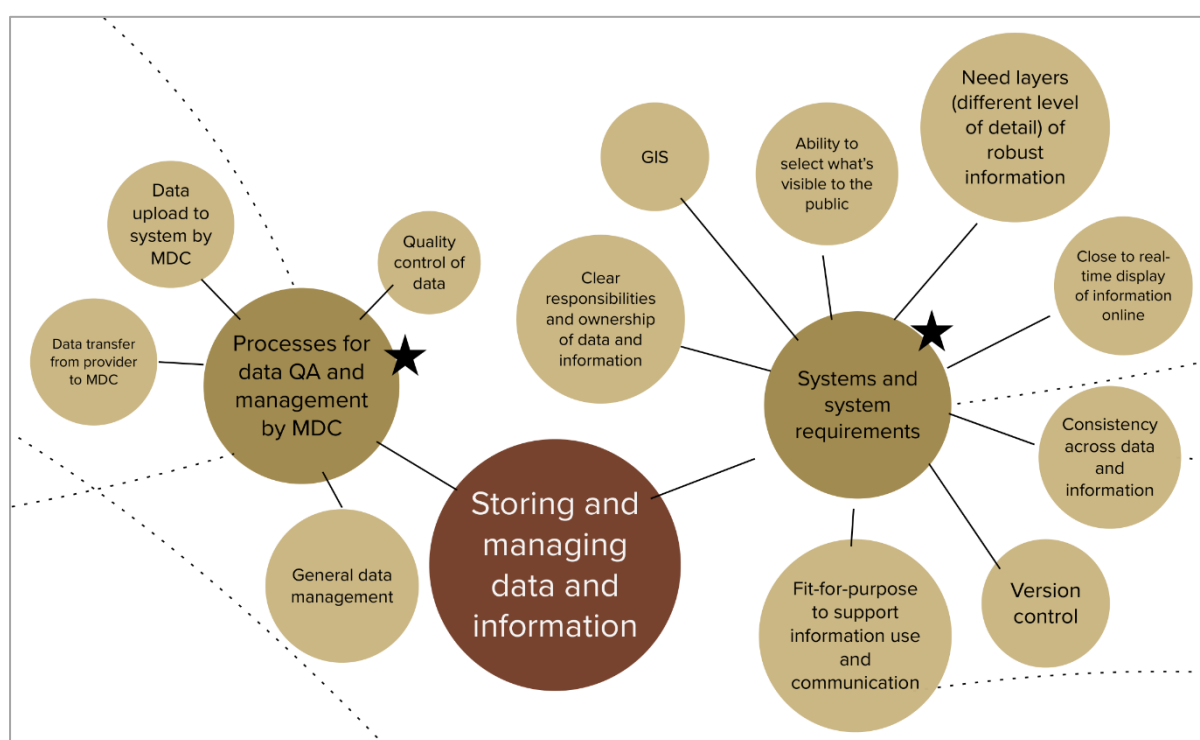 Data
upload to
system by
MDC
Quality
control of
data
Data transfer
from provider
to MDC
Processes for
data QA and
management
by MDC
General data
management
Storing and
managing
data and
information
GIS
Ability to
select what's
visible to the
public
Need layers
(different level
of detail) of
robust
information
Clear
responsibilities
and ownership
of data and
information
Close to real-
time display
of information
online
Systems and
system
requirements
Consistency
across data
and
information
Fit-for-purpose
to support
information use
and
communication
Version
control